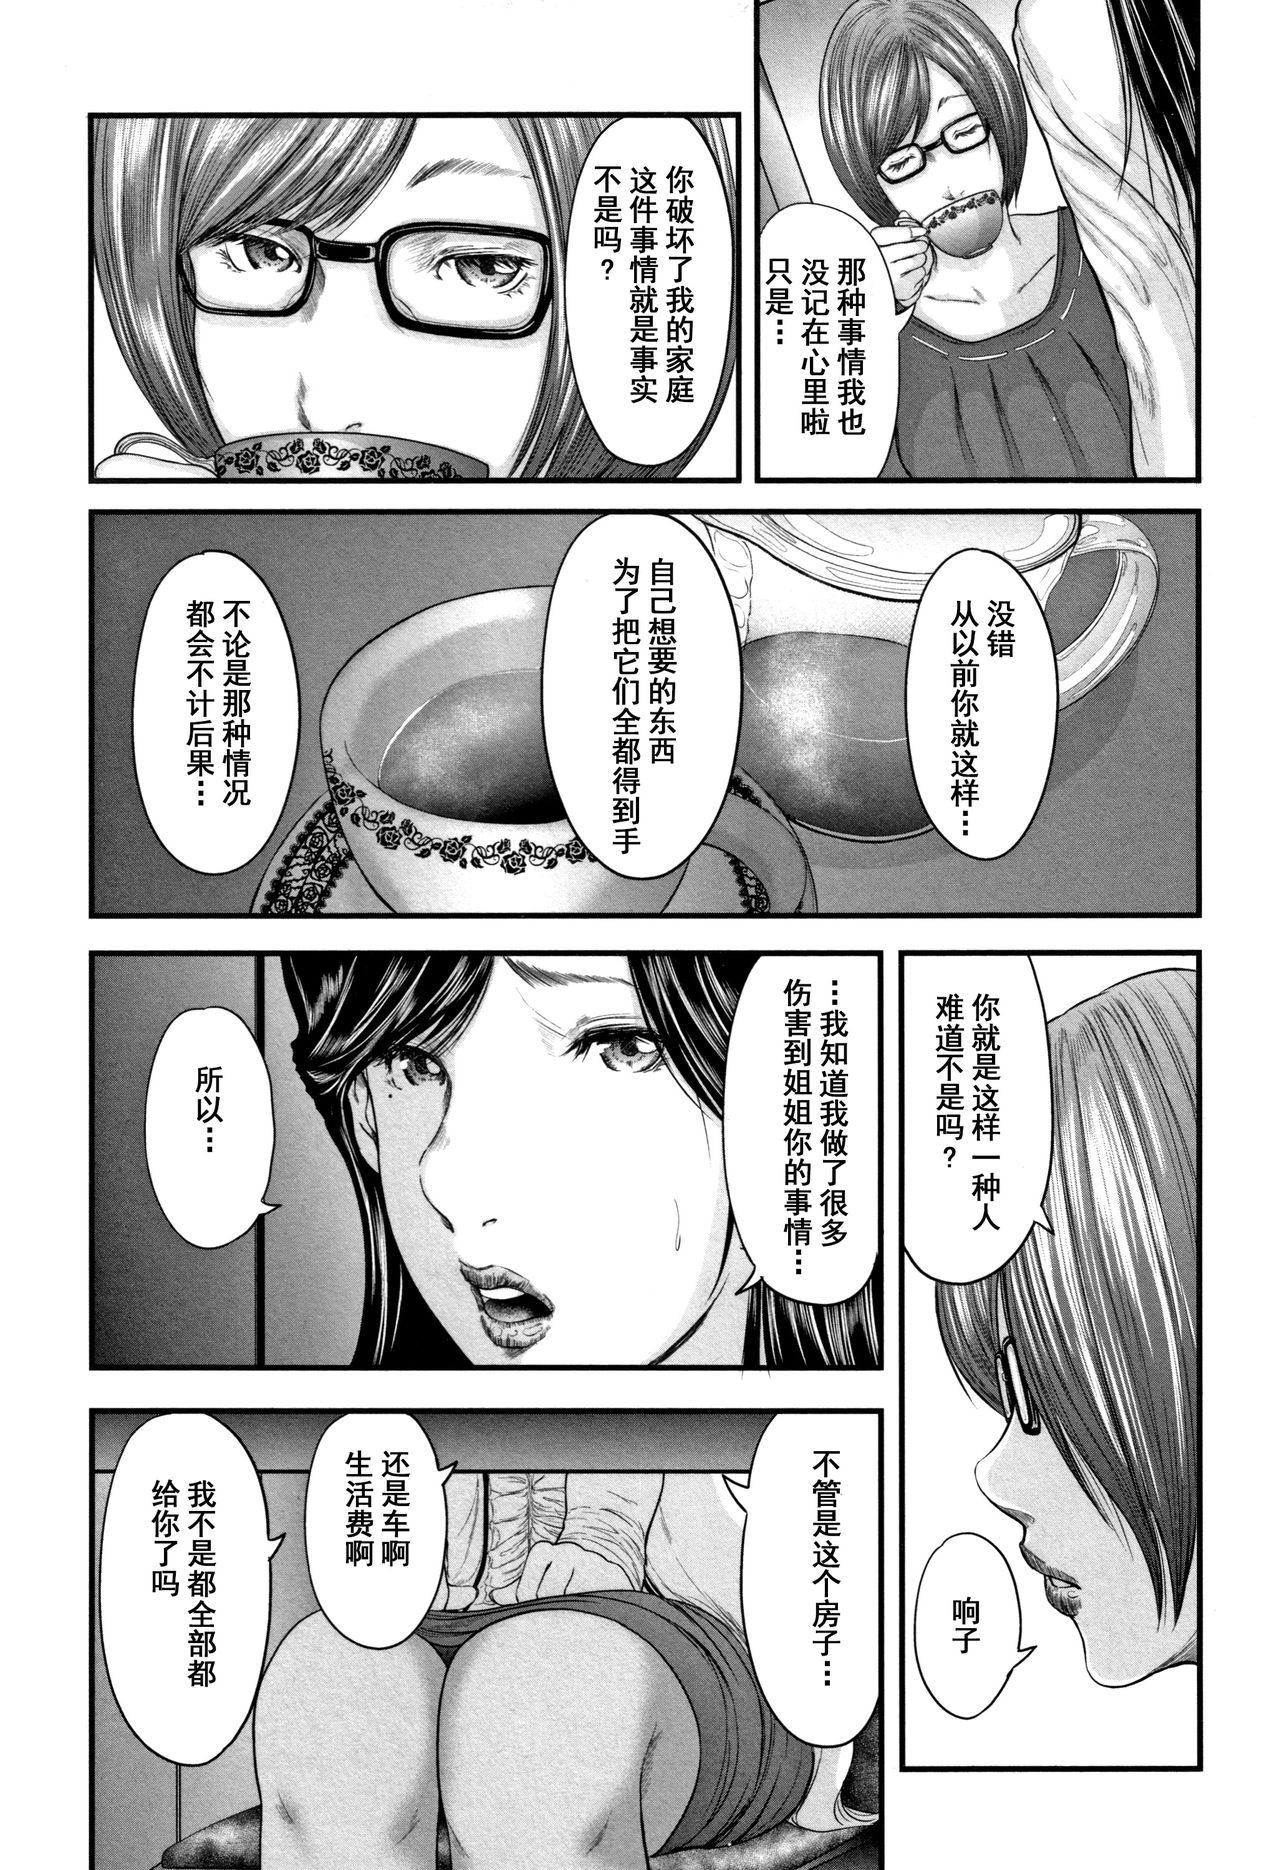 那种事情我也
没记在心里啦
只是…
你破坏了我的家庭
这件事情就是事实
不是吗？
没错
从以前你就这样…
自己想要的东西
为了把它们全都得到手
不论是那种情况
都会不计后果…
你就是这样一种人
难道不是吗？
响子
…我知道我做了很多
伤害到姐姐你的事情…
所以…
不管是这个房子…
还是车啊
生活费啊
我不是都全部都
给你了吗